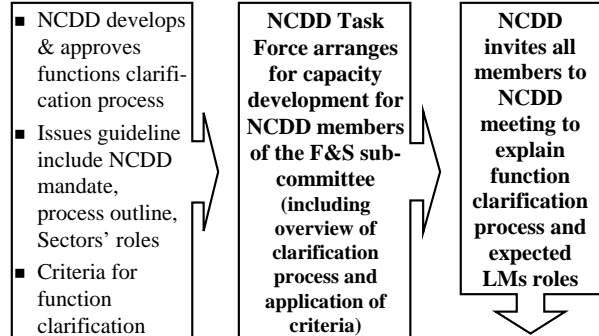 ■ NCDD develops
& approves
functions clarifi-
cation process
■ Issues guideline
include NCDD
mandate,
process outline,
Sectors' roles
■ Criteria for
function
clarification
NCDD Task
Force arranges
for capacity
development for
NCDD members
of the F&S sub-
committee
(including
overview of
clarification
process and
application of
criteria)
NCDD
invites all
members to
NCDD
meeting to
explain
function
clarification
process and
expected
LMs roles